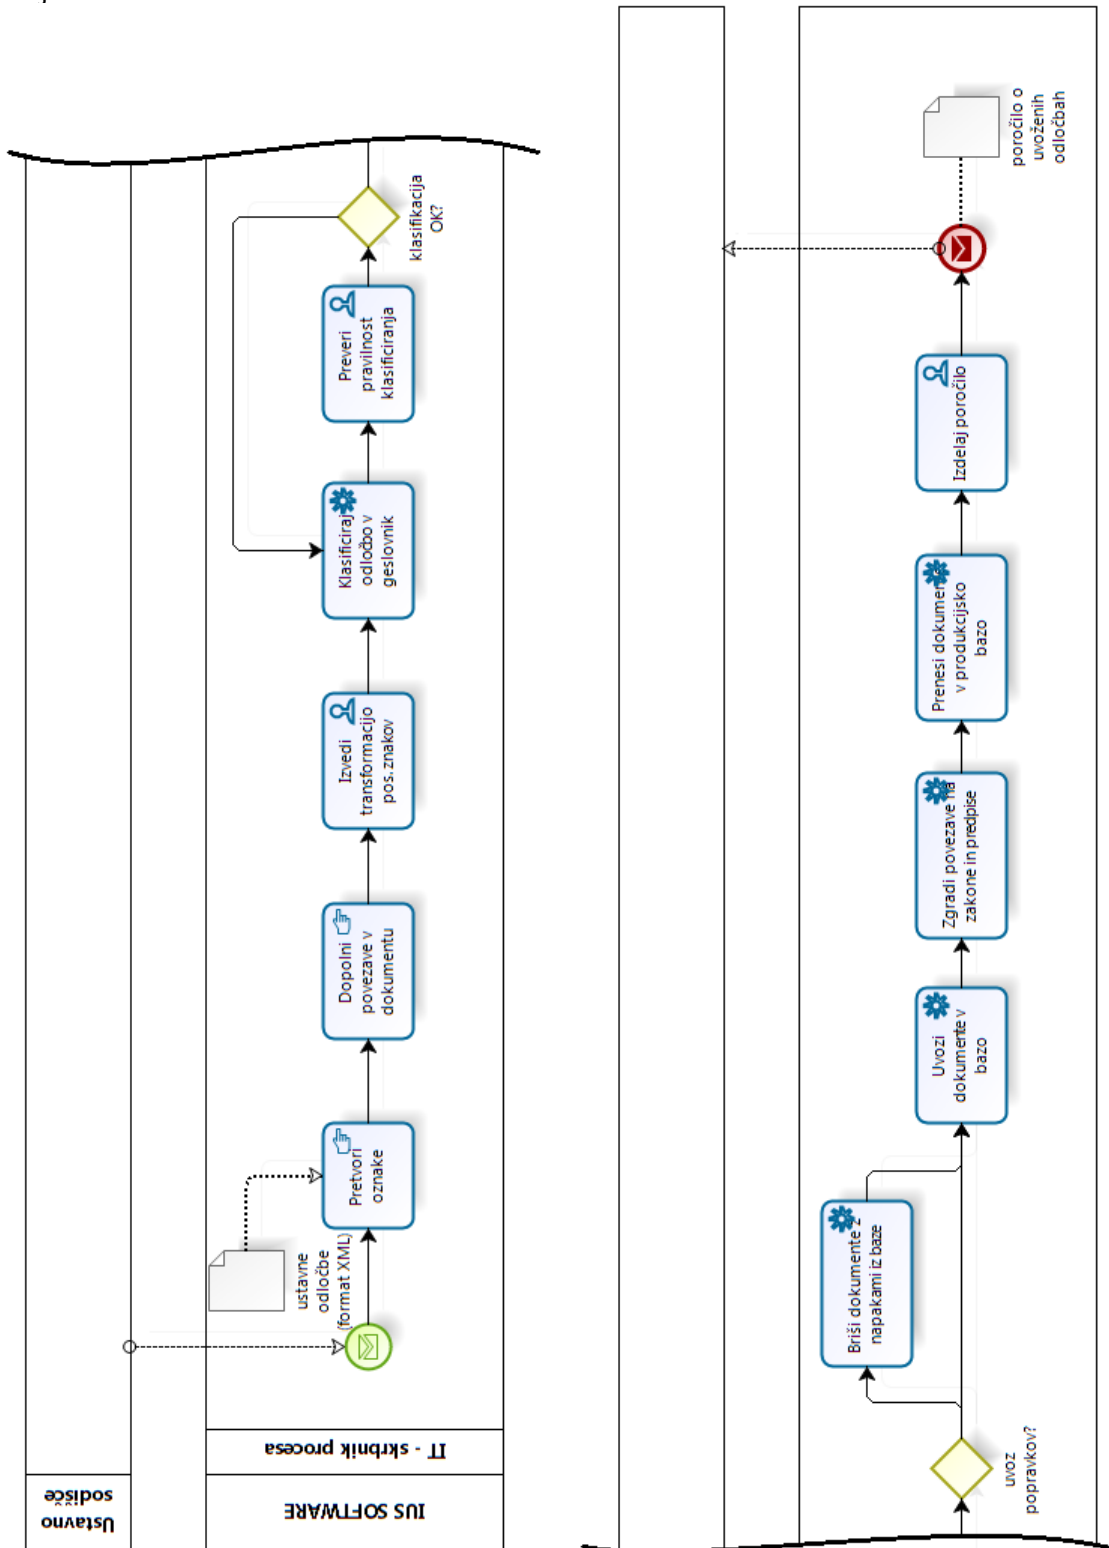 Ustavno
sodišče
IUS SOFTWARE
IT - skrbnik procesa
ustavne
odločbe
(format XML)
Pretvori
oznake
Dopolni
povezave v
dokumentu
Izvedi
transformacijo
pos. znakov
Klasificiraj
odločbo v
geslovnik
Preveri
pravilnost
klasificiranja
klasifikacija
OK?
uvoz
popravkov?
Briši dokumente z
napakami iz baze
Uvozi
dokumente v
bazo
Zgradi povezave na
zakone in predpise
Prenesi dokumente
v produkcijsko
bazo
Izdelaj poročilo
poročilo o
uvoženih
odločbah